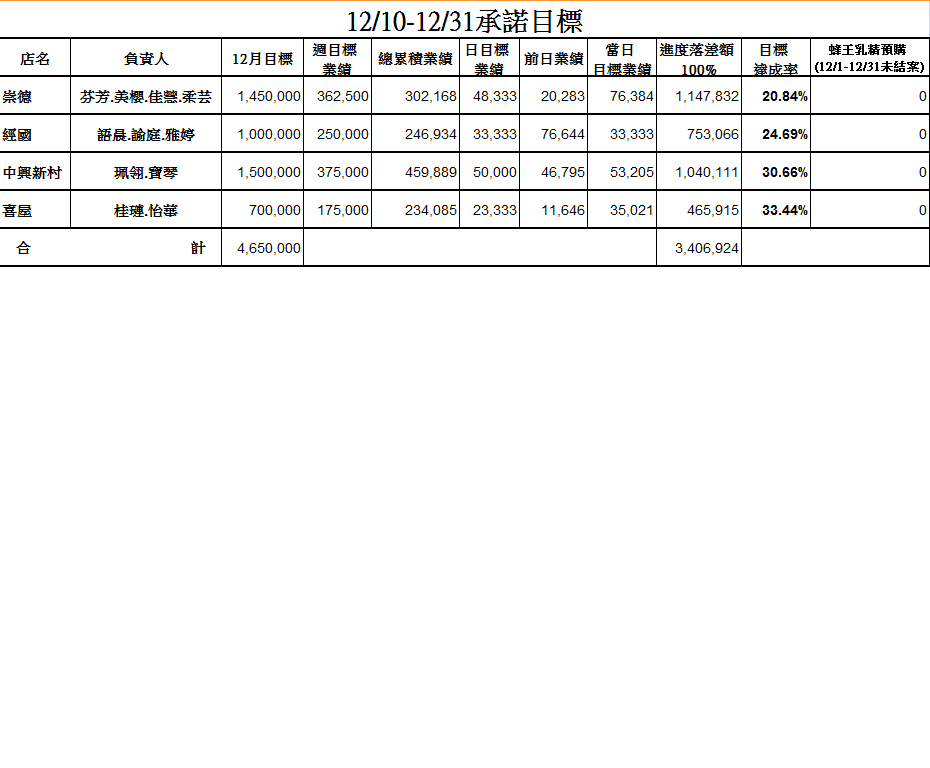 12/10-12/31承諾目標
店名 負責人 12月目標 週目標 業績 總累積業績 日目標 業績 前日業績 當日 目標業績 進度落差額 100% 目標 達成率 蜂王乳精預購 (12/1-12/31未結案)
崇德 芬芳.美櫻.佳慧.柔芸 1,450,000 362,500 302,168 48,333 20,283 76,384 1,147,832 20.84% 0
經國 語晨.諭庭.雅婷 1,000,000 250,000 246,934 33,333 76,644 33,333 753,066 24.69% 0
中興新村 珮翎.寶琴 1,500,000 375,000 459,889 50,000 46,795 53,205 1,040,111 30.66% 0
喜屋 桂璉.怡華 700,000 175,000 234,085 23,333 11,646 35,021 465,915 33.44% 0
合 計 4,650,000 3,406,924